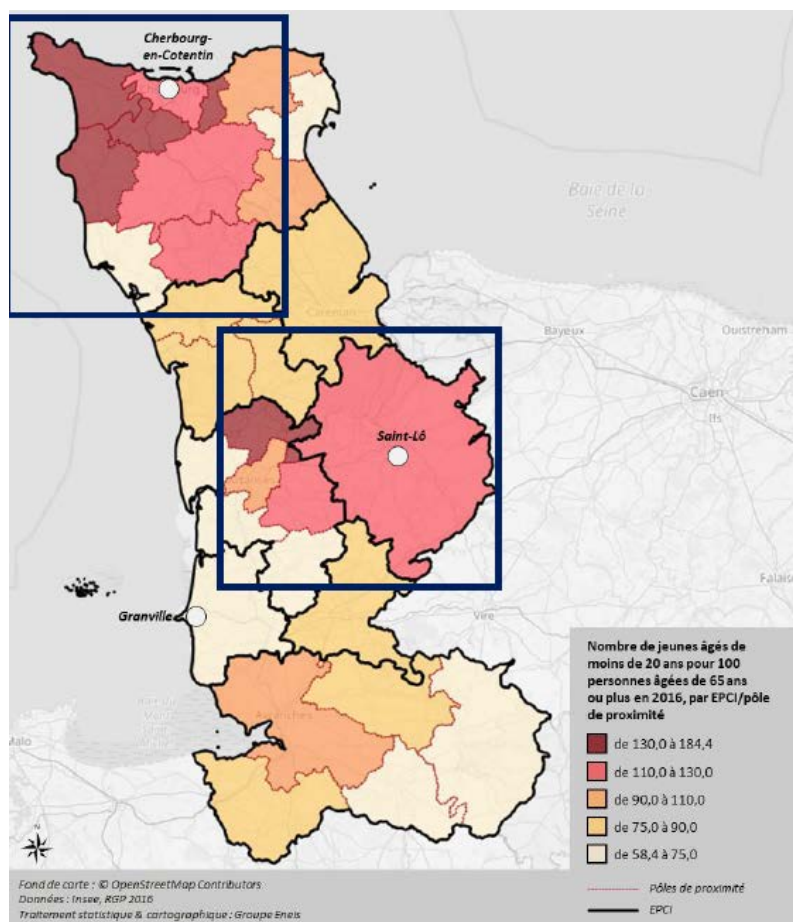 Cherbourg-
en-Cotentin
Baie de la
Seine
Bayeux
Ouistreham
Caen
Ifs
Saint-Lô
Granville
Vire
Falaise
Avranches
Malo
Nombre de jeunes âgés de
moins de 20 ans pour 100
personnes âgées de 65 ans
ou plus en 2016, par EPCI/pôle
de proximité
de 130,0 à 184,4
de 110,0 à 130,0
de 90,0 à 110,0
de 75,0 à 90,0
de 58,4 à 75,0
Pôles de proximité
EPCI
N
Fond de carte : © OpenStreetMap Contributors
Données : Insee, RGP 2016
Traitement statistique & cartographique : Groupe Eneis